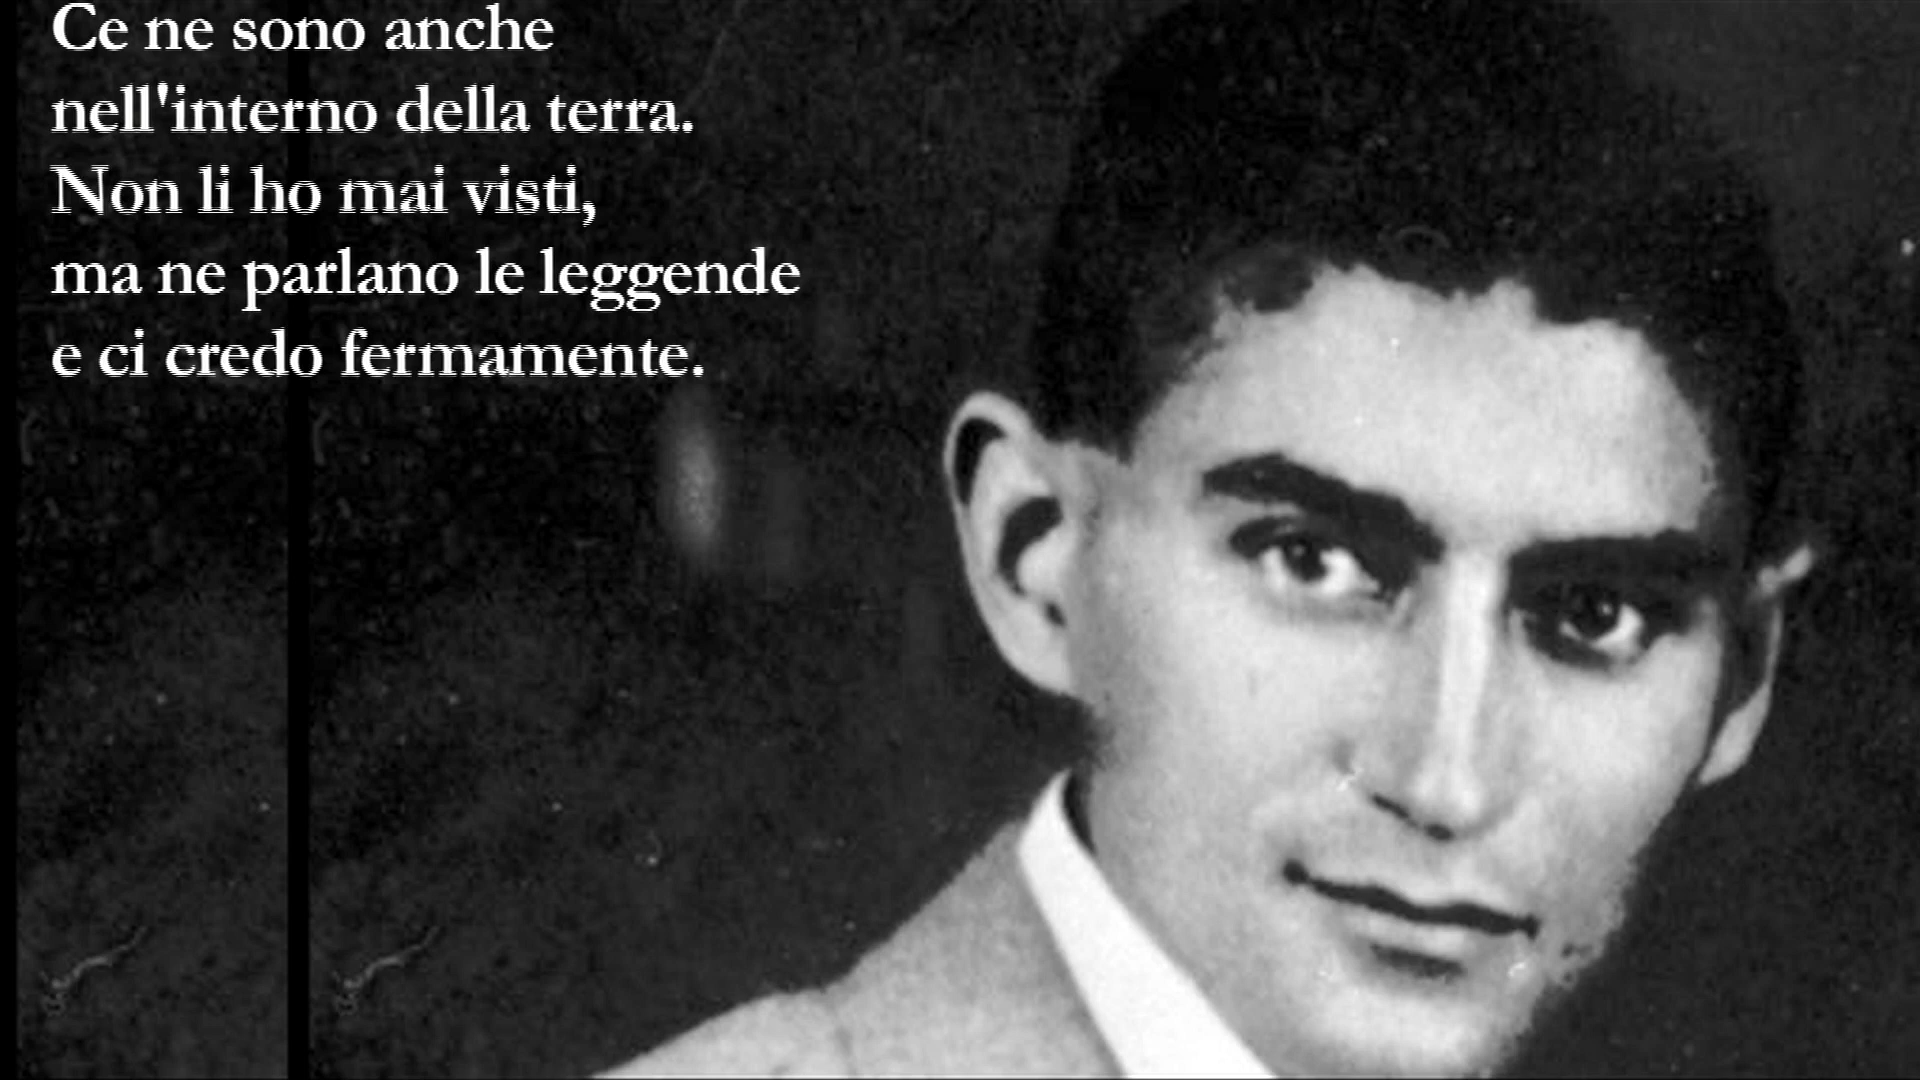 Ce ne sono anche
nell'interno della terra.
Non li ho mai visti,
ma ne parlano le leggende
e ci credo fermamente.